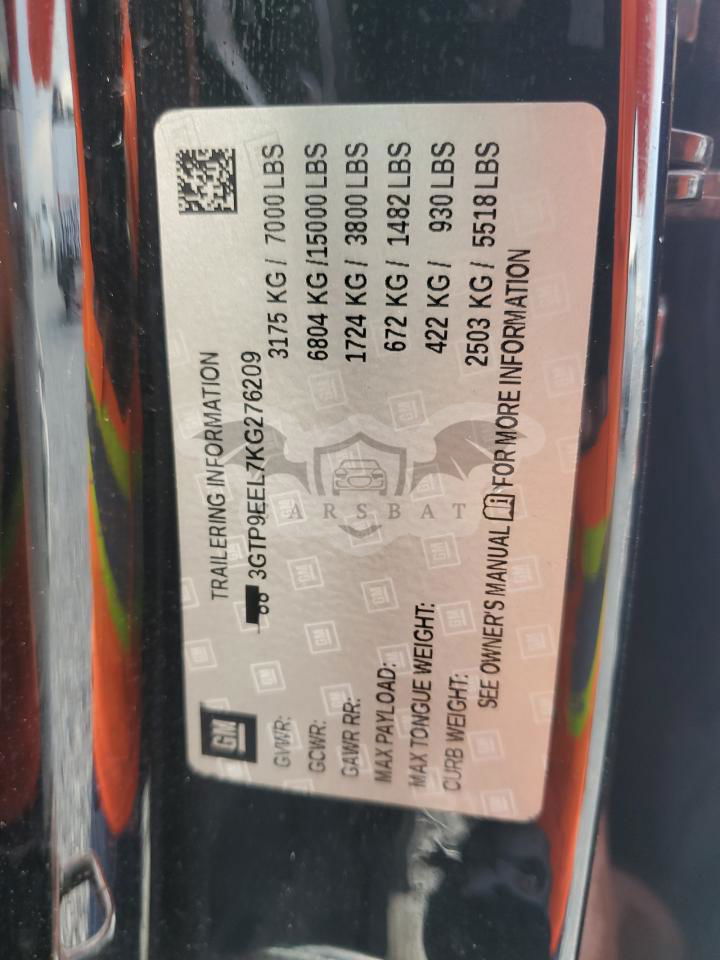 GM
TRAILERING INFORMATION
3GTP9EEL7KG276209
GVWR: 3175 KG / 7000 LBS
GCWR: 6804 KG /15000 LBS
GAWR RR: 1724 KG / 3800 LBS
MAX PAYLOAD: 672 KG / 1482 LBS
MAX TONGUE WEIGHT: 422 KG / 930 LBS
CURB WEIGHT: 2503 KG / 5518 LBS
SEE OWNER'S MANUAL FOR MORE INFORMATION
CARSBAT